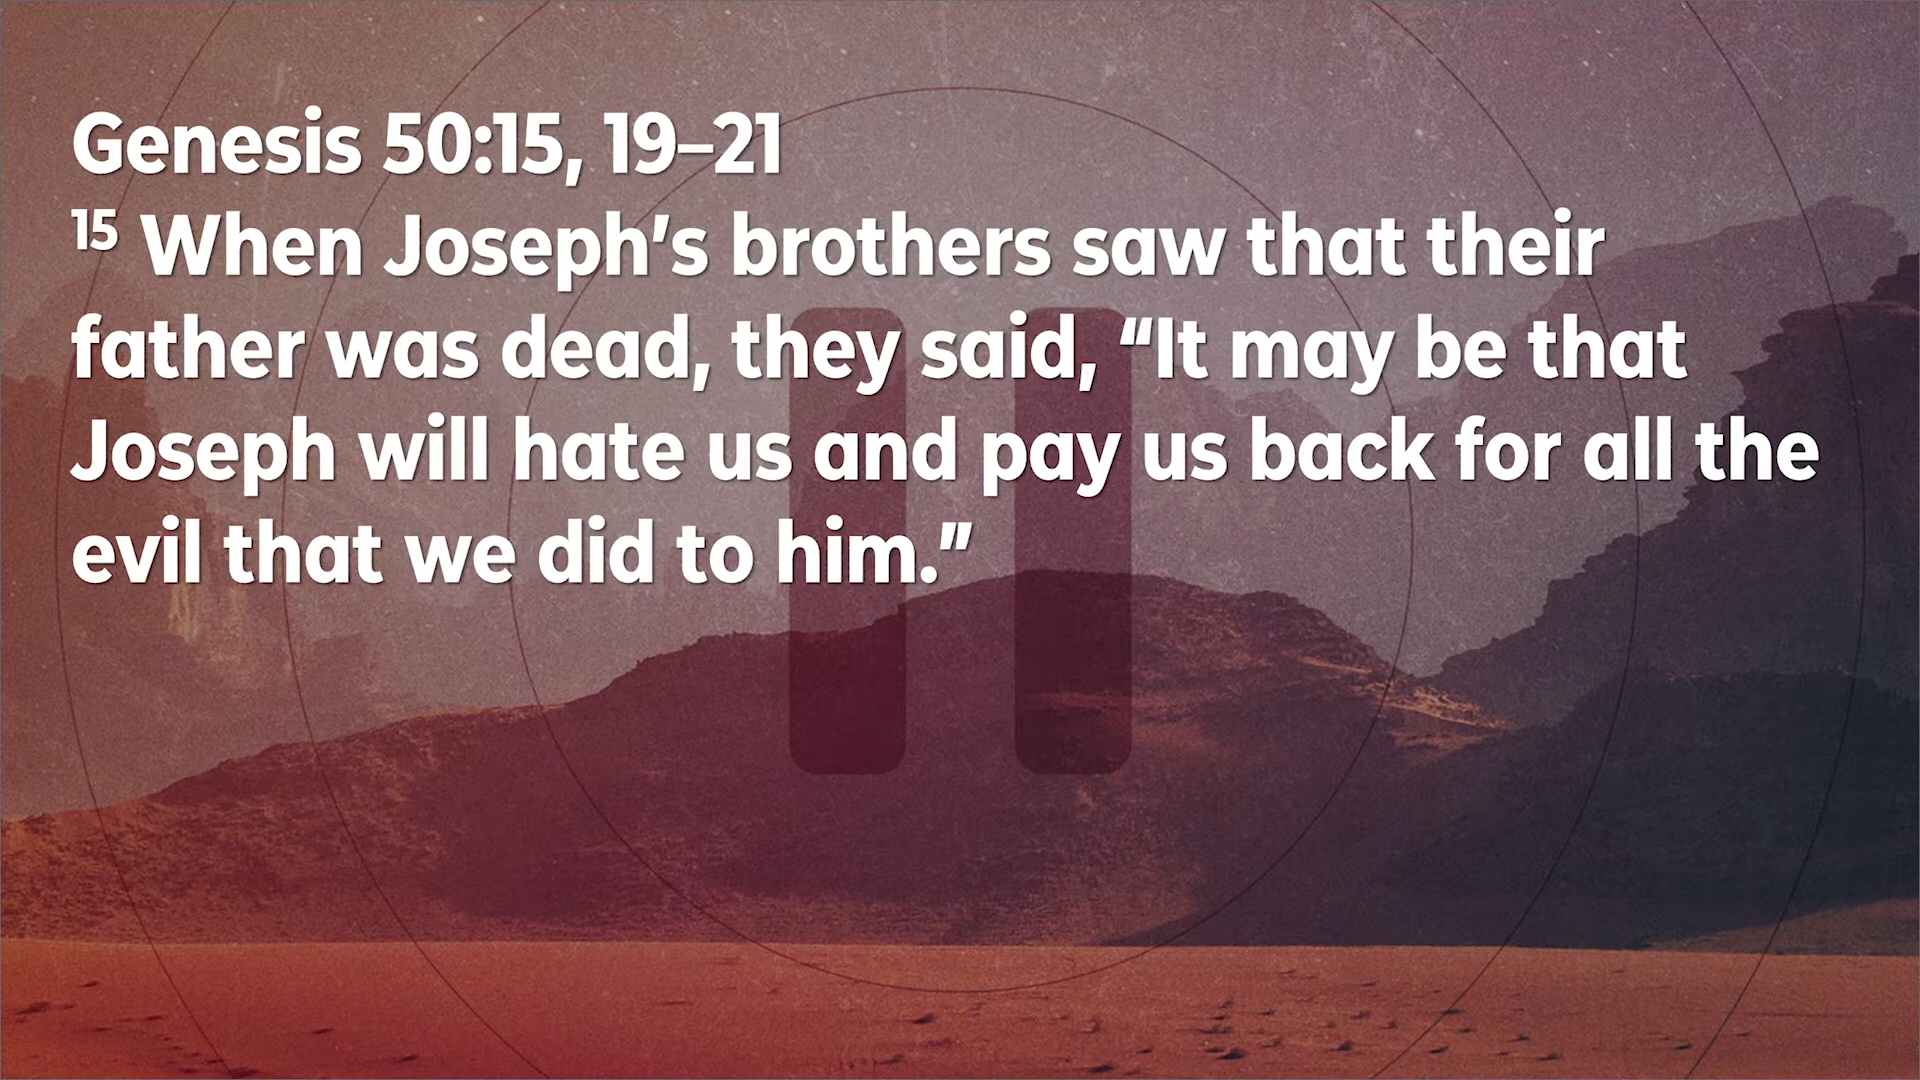 Genesis 50:15, 19–21
15 When Joseph's brothers saw that their
father was dead, they said, “It may be that
Joseph will hate us and pay us back for all the
evil that we did to him.”